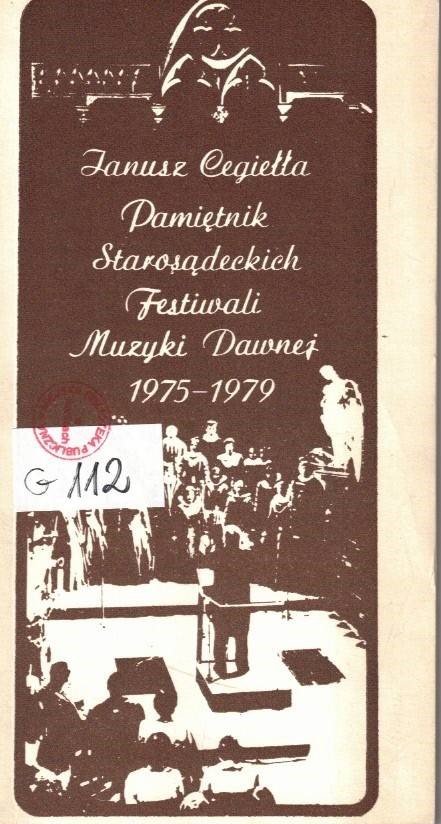 Janusz Cegiełła
Pamiętnik
Starosądeckich
Festiwali
Muzyki Dawnej
1975-1979
G 112